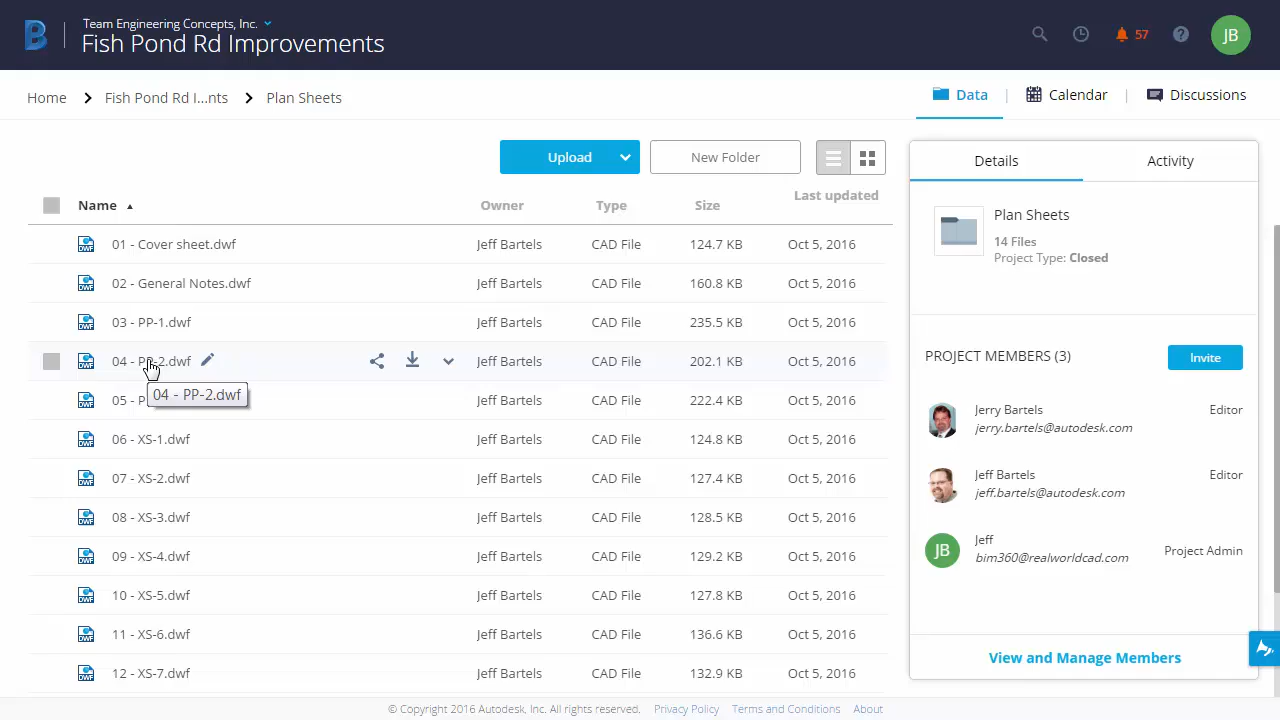 Team Engineering Concepts, Inc.
Fish Pond Rd Improvements
57
JB
Home
Fish Pond Rd I...nts
Plan Sheets
Data
Calendar
Discussions
Upload
New Folder
Name
Owner
Type
Size
Last updated
01 - Cover sheet.dwf Jeff Bartels CAD File 124.7 KB Oct 5, 2016
02 - General Notes.dwf Jeff Bartels CAD File 160.8 KB Oct 5, 2016
03 - PP-1.dwf Jeff Bartels CAD File 235.5 KB Oct 5, 2016
04 - PP-2.dwf Jeff Bartels CAD File 202.1 KB Oct 5, 2016
04 - PP-2.dwf
05 - P Jeff Bartels CAD File 222.4 KB Oct 5, 2016
06 - XS-1.dwf Jeff Bartels CAD File 124.8 KB Oct 5, 2016
07 - XS-2.dwf Jeff Bartels CAD File 127.4 KB Oct 5, 2016
08 - XS-3.dwf Jeff Bartels CAD File 128.5 KB Oct 5, 2016
09 - XS-4.dwf Jeff Bartels CAD File 129.2 KB Oct 5, 2016
10 - XS-5.dwf Jeff Bartels CAD File 127.8 KB Oct 5, 2016
11 - XS-6.dwf Jeff Bartels CAD File 136.6 KB Oct 5, 2016
12 - XS-7.dwf Jeff Bartels CAD File 132.9 KB Oct 5, 2016
Details
Activity
Plan Sheets
14 Files
Project Type: Closed
PROJECT MEMBERS (3)
Invite
Jerry Bartels Editor
jerry.bartels@autodesk.com
Jeff Bartels Editor
jeff.bartels@autodesk.com
JB
Jeff
bim360@realworldcad.com Project Admin
View and Manage Members
© Copyright 2016 Autodesk, Inc. All rights reserved. Privacy Policy Terms and Conditions About